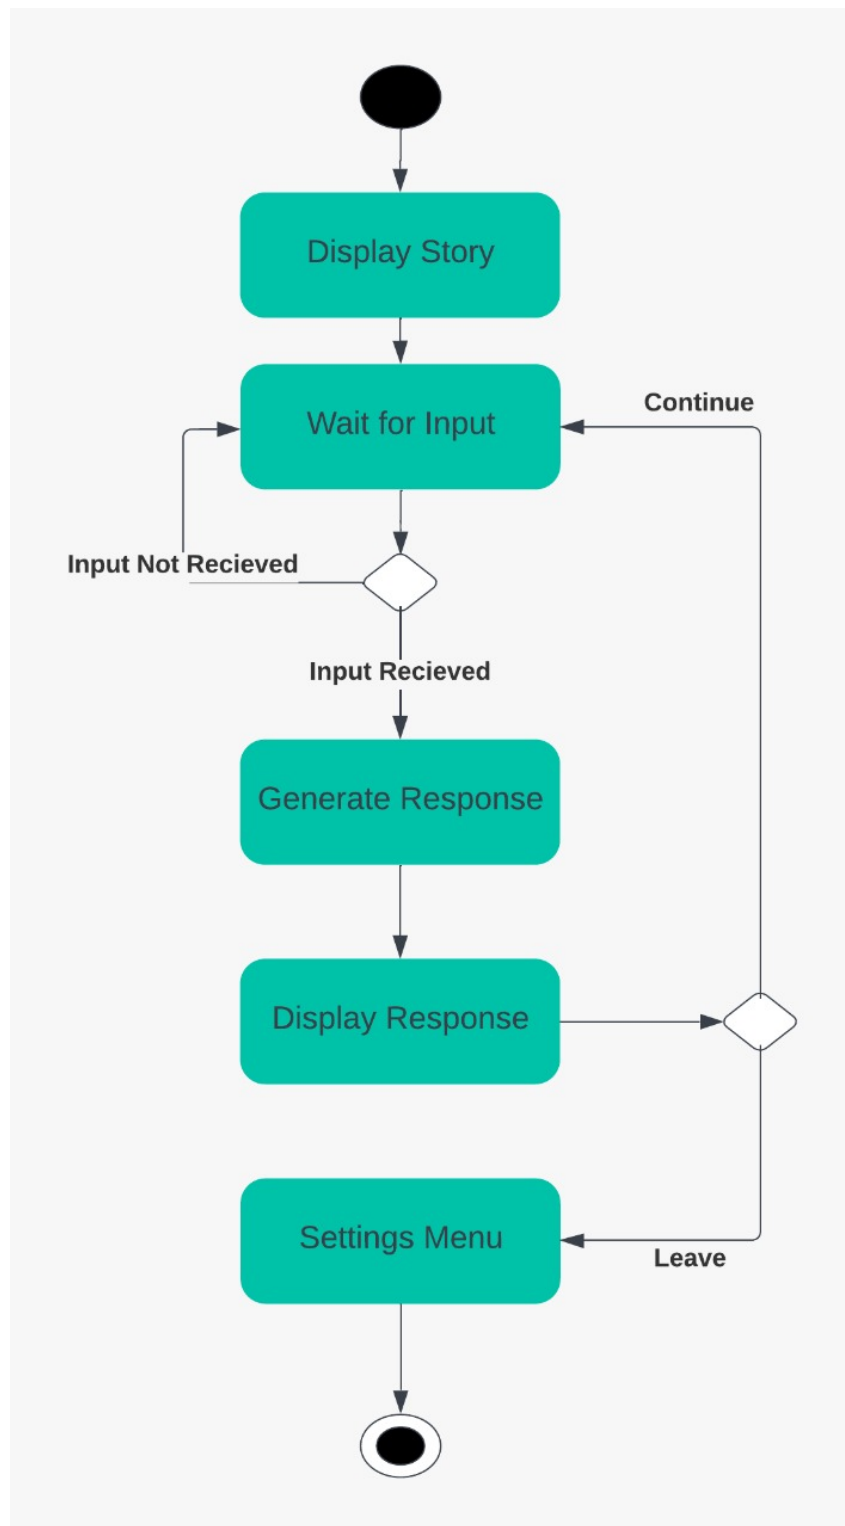 Display Story
Continue
Wait for Input
Input Not Recieved
Input Recieved
Generate Response
Display Response
Settings Menu
Leave